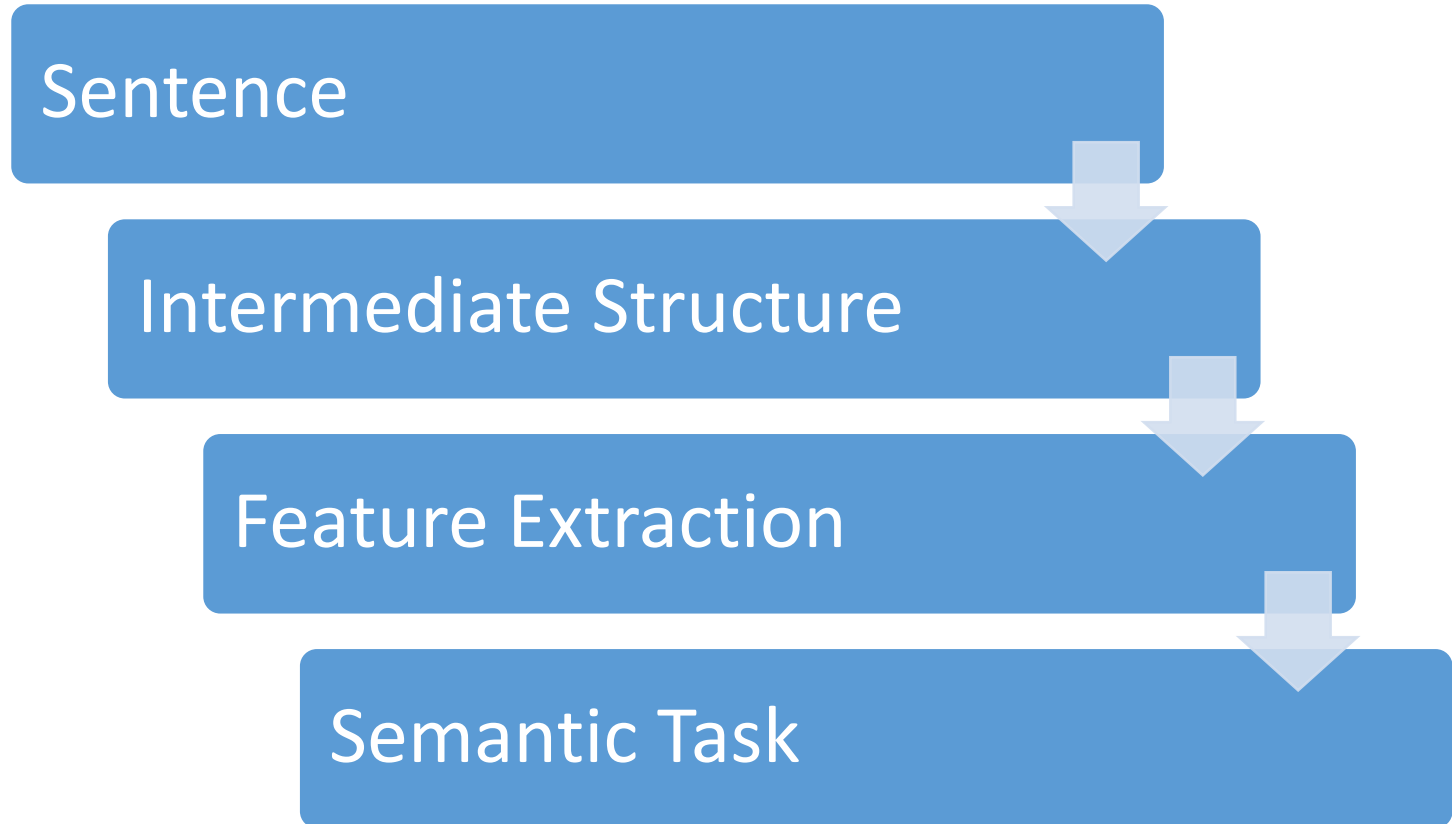 Sentence
Intermediate Structure
Feature Extraction
Semantic Task